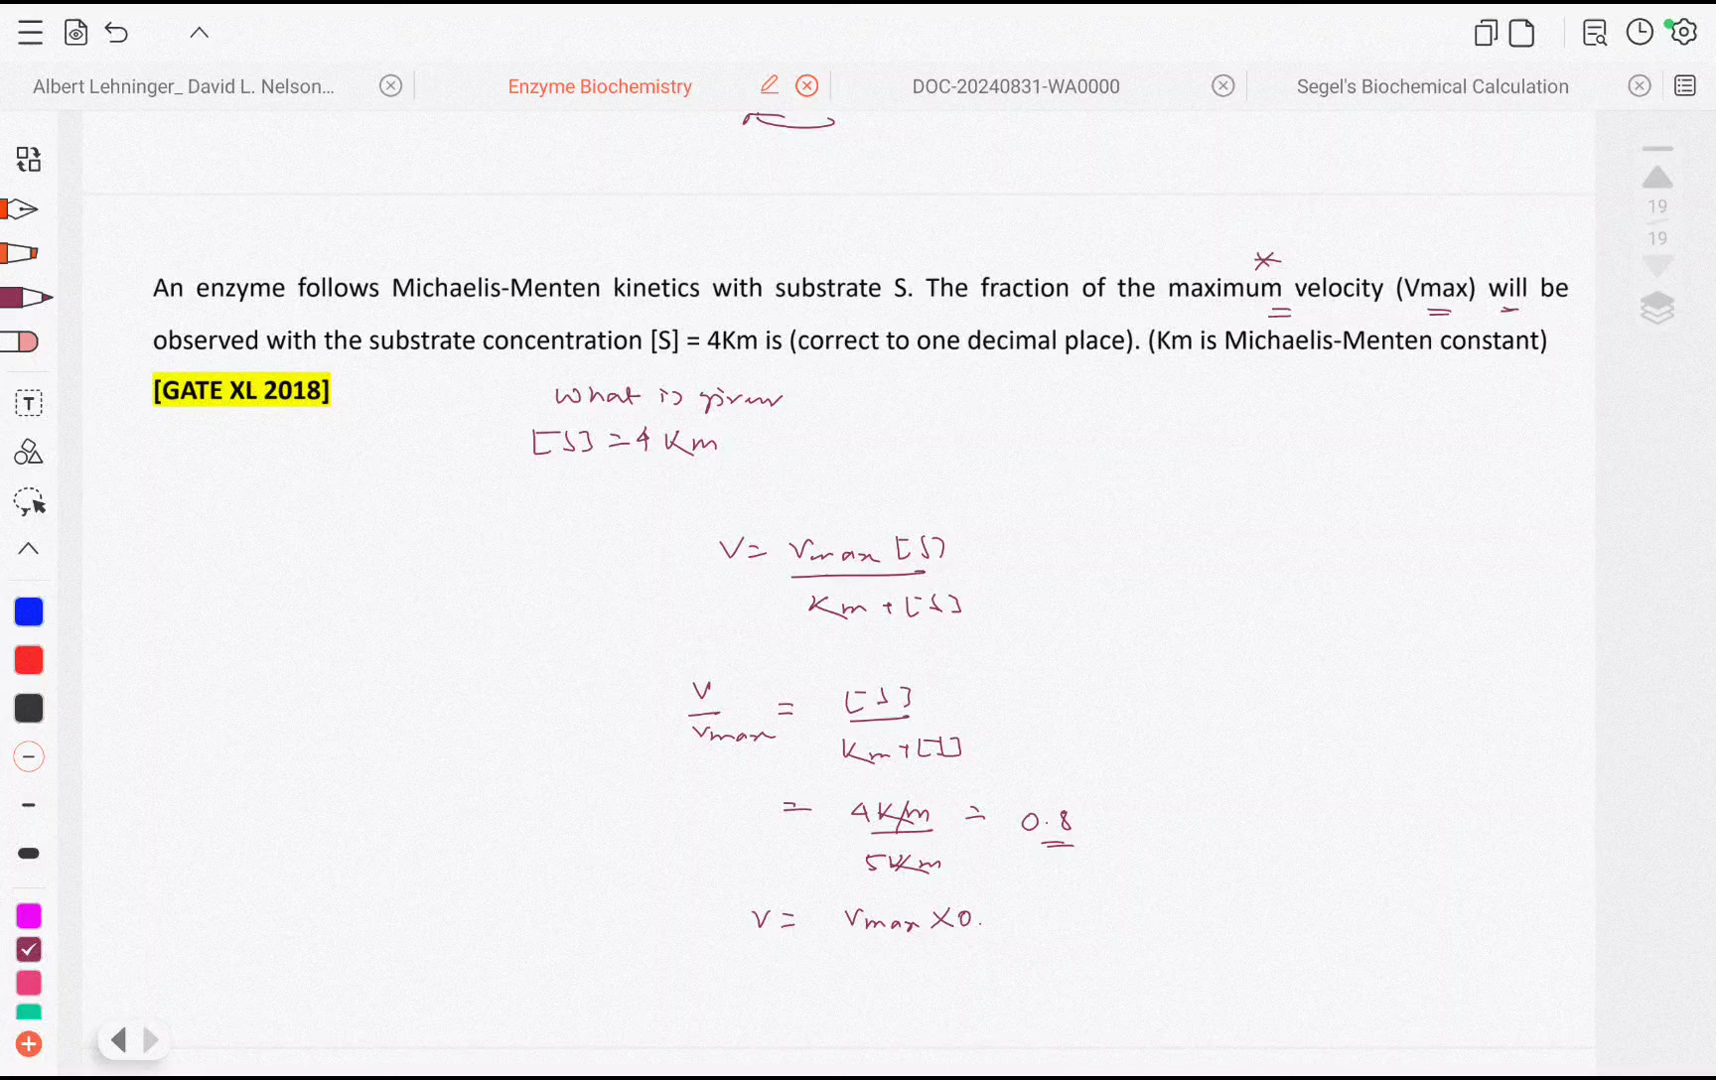 Albert Lehninger_ David L. Nelson...
Enzyme Biochemistry
DOC-20240831-WA0000
Segel's Biochemical Calculation
19
19
An enzyme follows Michaelis-Menten kinetics with substrate S. The fraction of the maximum velocity (Vmax) will be
observed with the substrate concentration [S] = 4Km is (correct to one decimal place). (Km is Michaelis-Menten constant)
[GATE XL 2018]
What is given
[S] = 4 Km
V = Vmax [S]
Km + [S]
V
Vmax
= [S]
Km + [S]
= 4Km = 0.8
5Km
V = Vmax X 0.
T